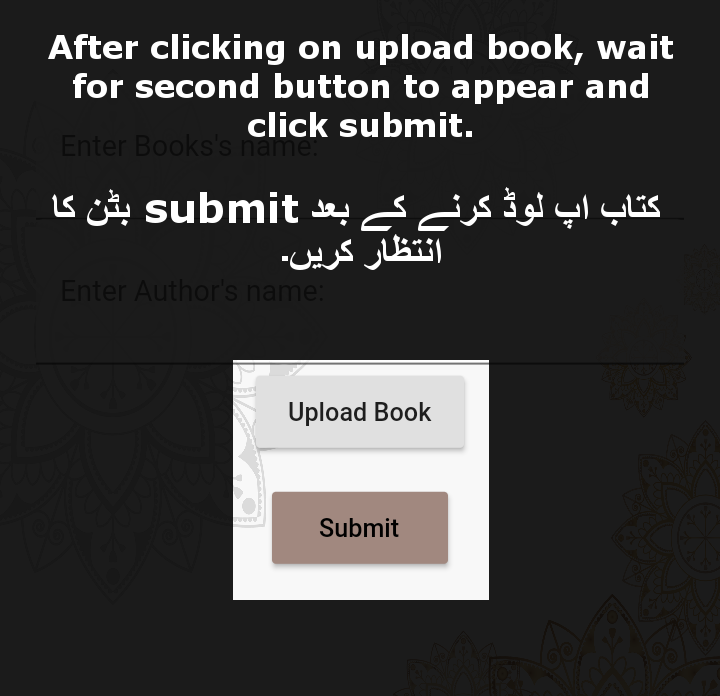 After clicking on upload book, wait
for second button to appear and
click submit.
Enter Books's name:
کتاب اپ لوڈ کرنے کے بعد submit بٹن کا
انتظار کریں۔
Enter Author's name:
Upload Book
Submit